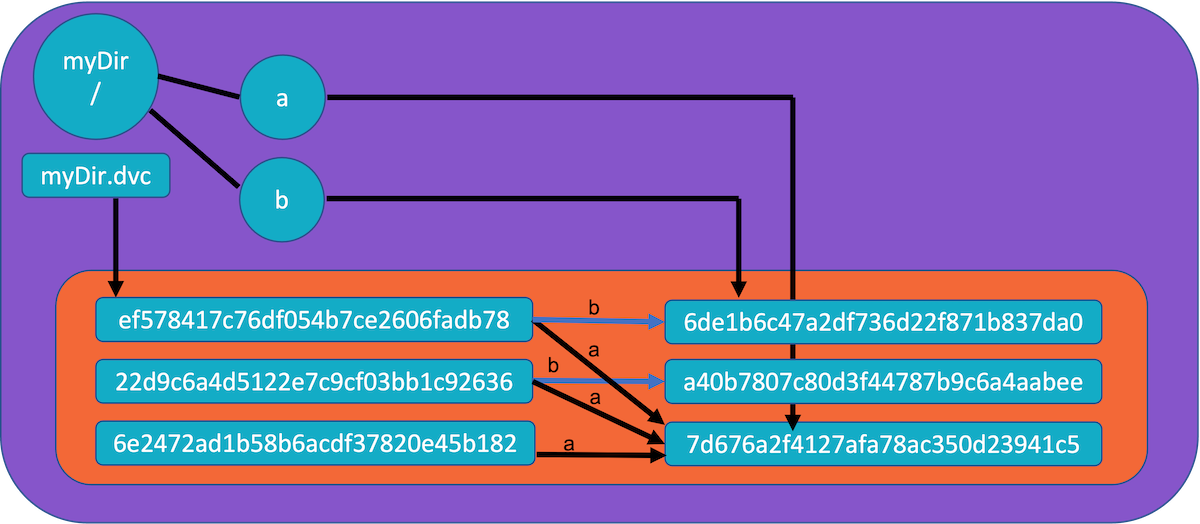 myDir
/
a
b
myDir.dvc
ef578417c76df054b7ce2606fadb78
b
6de1b6c47a2df736d22f871b837da0
a
22d9c6a4d5122e7c9cf03bb1c92636
b
a40b7807c80d3f44787b9c6a4aabee
a
6e2472ad1b58b6acdf37820e45b182
a
7d676a2f4127afa78ac350d23941c5